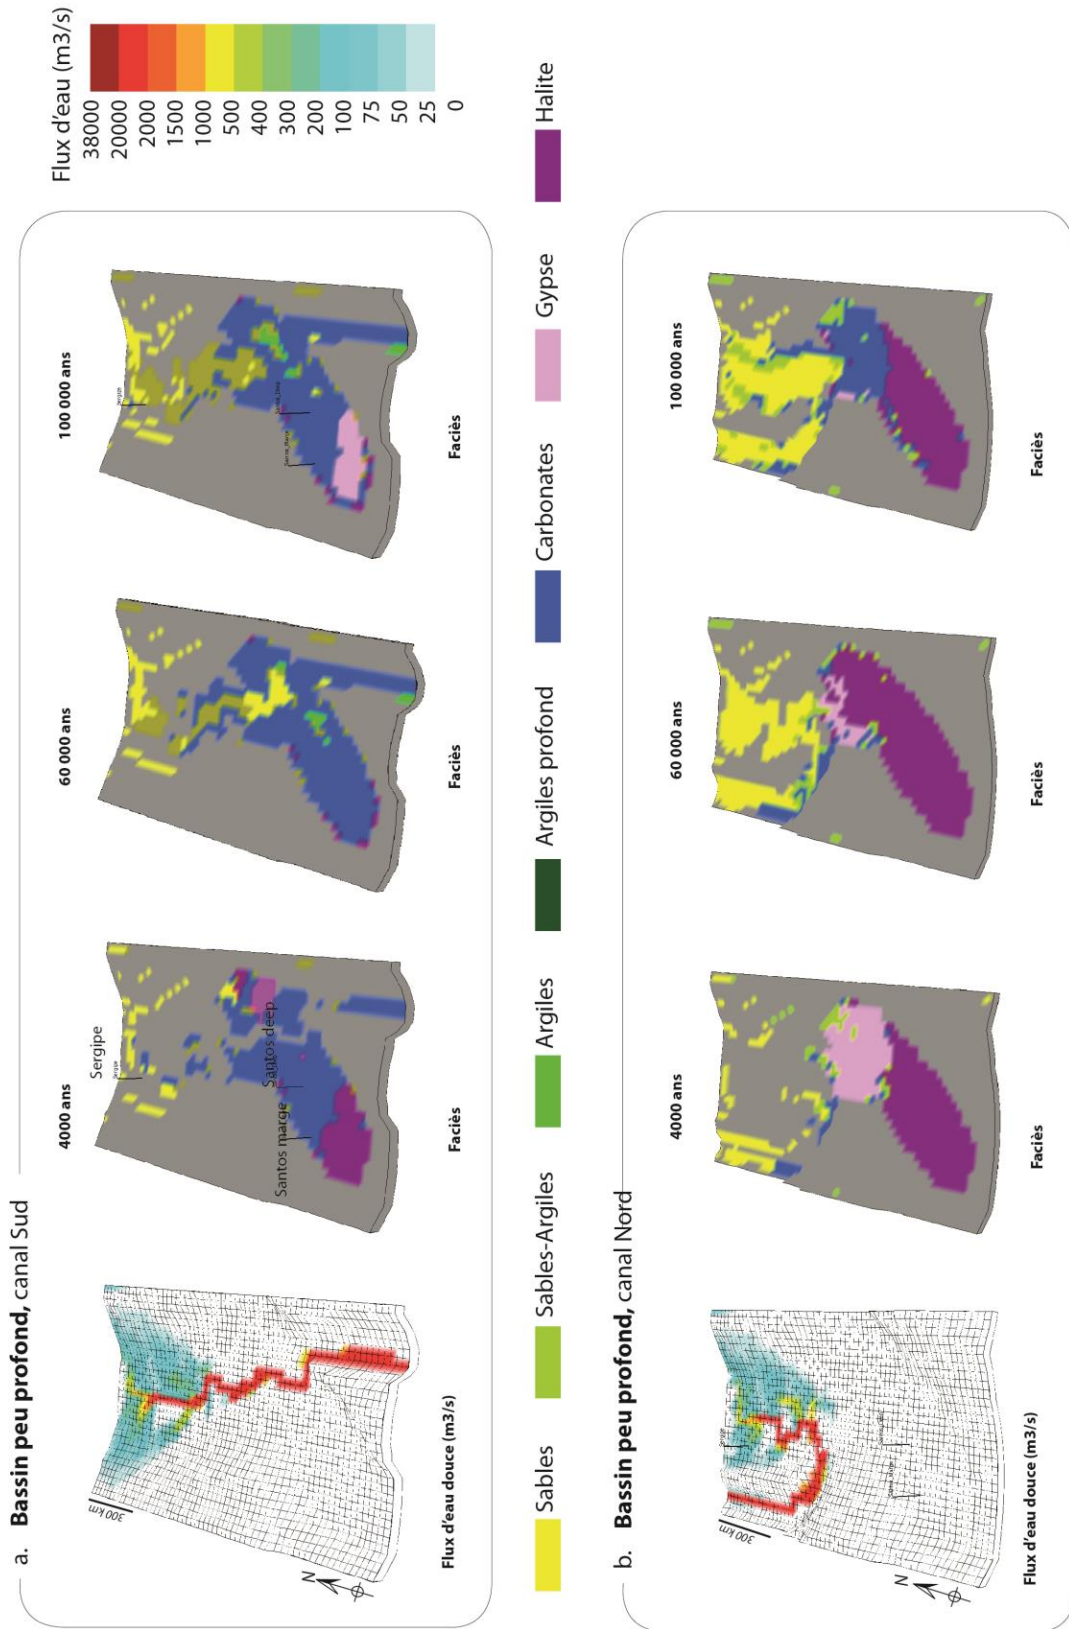 a. Bassin peu profond, canal Sud
Flux d'eau (m3/s)
38000
20000
2000
1500
1000
500
400
300
200
100
75
50
25
0
300 km
N
Flux d'eau douce (m3/s)
4000 ans
Sergipe
Sergipe
Santos marge
Santos deep
Faciès
60 000 ans
Faciès
100 000 ans
Sergipe
Faciès
Sables
Sables-Argiles
Argiles
Argiles profond
Carbonates
Gypse
Halite
b. Bassin peu profond, canal Nord
300 km
N
Flux d'eau douce (m3/s)
4000 ans
Faciès
60 000 ans
Faciès
100 000 ans
Faciès